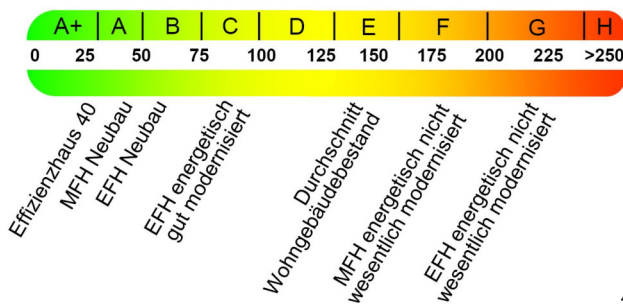 A+ A B C D E F G H
0 25 50 75 100 125 150 175 200 225 >250
Effizienzhaus 40
MFH Neubau
EFH Neubau
EFH energetisch
gut modernisiert
Durchschnitt
Wohngebäudebestand
MFH energetisch nicht
wesentlich modernisiert
EFH energetisch nicht
wesentlich modernisiert